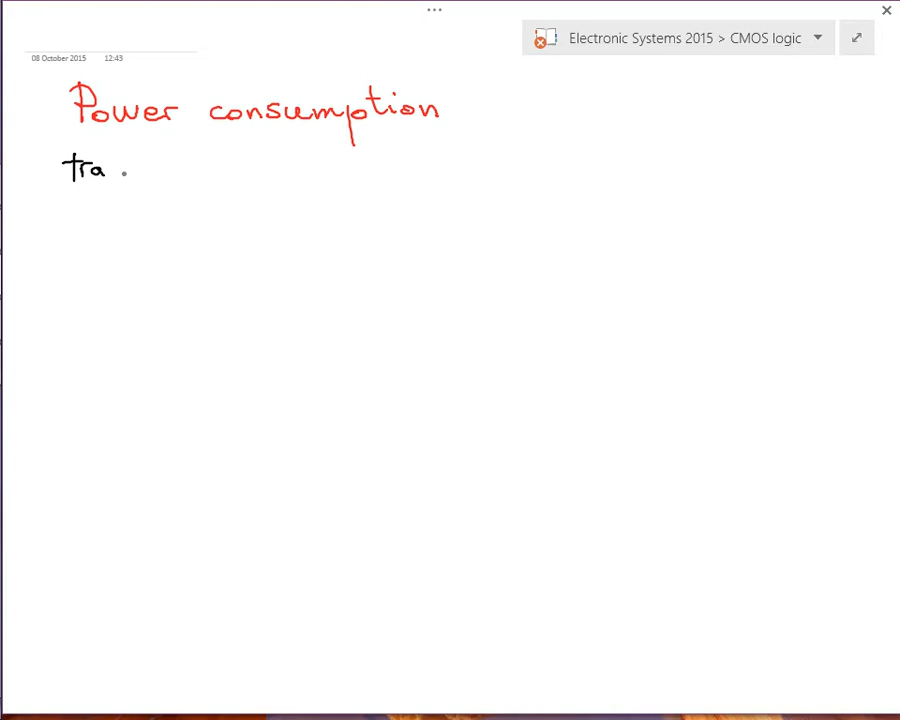 Electronic Systems 2015 > CMOS logic
08 October 2015 12:43
Power consumption
tra